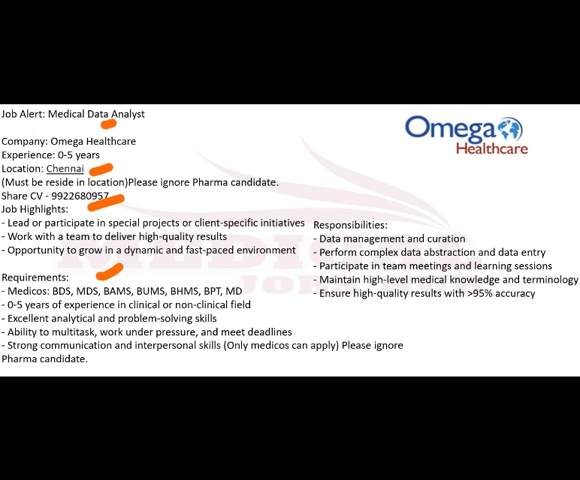 Job Alert: Medical Data Analyst
Omega
Healthcare
Company: Omega Healthcare
Experience: 0-5 years
Location: Chennai
(Must be reside in location)Please ignore Pharma candidate.
Share CV - 9922680957
Job Highlights:
- Lead or participate in special projects or client-specific initiatives
- Work with a team to deliver high-quality results
- Opportunity to grow in a dynamic and fast-paced environment
Responsibilities:
- Data management and curation
- Perform complex data abstraction and data entry
- Participate in team meetings and learning sessions
- Maintain high-level medical knowledge and terminology
- Ensure high-quality results with >95% accuracy
Requirements:
- Medicos: BDS, MDS, BAMS, BUMS, BHMS, BPT, MD
- 0-5 years of experience in clinical or non-clinical field
- Excellent analytical and problem-solving skills
- Ability to multitask, work under pressure, and meet deadlines
- Strong communication and interpersonal skills (Only medicos can apply) Please ignore
Pharma candidate.